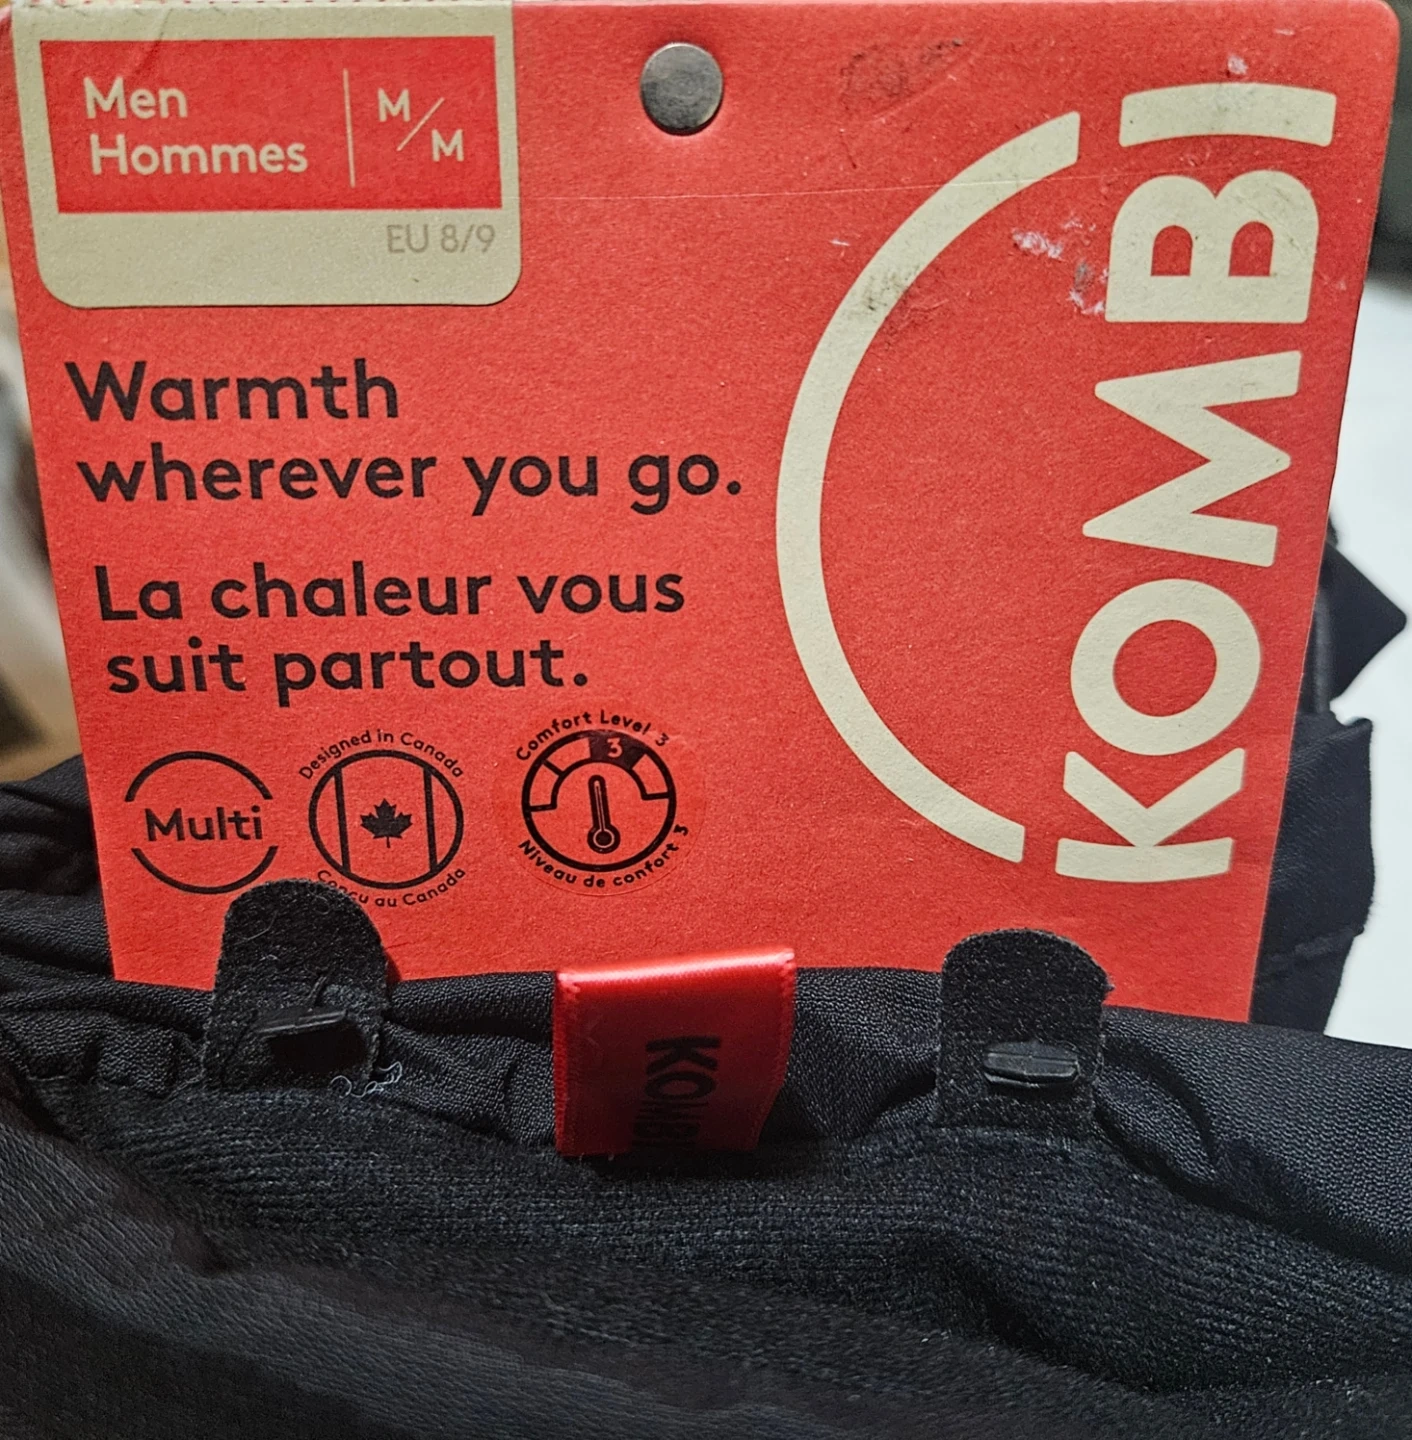 Men
Hommes
M/M
EU 8/9
Warmth
wherever you go.
La chaleur vous
suit partout.
Multi
Designed in Canada
Conçu au Canada
Comfort Level 3
3
Niveau de confort 3
KOMBI
KOMBI